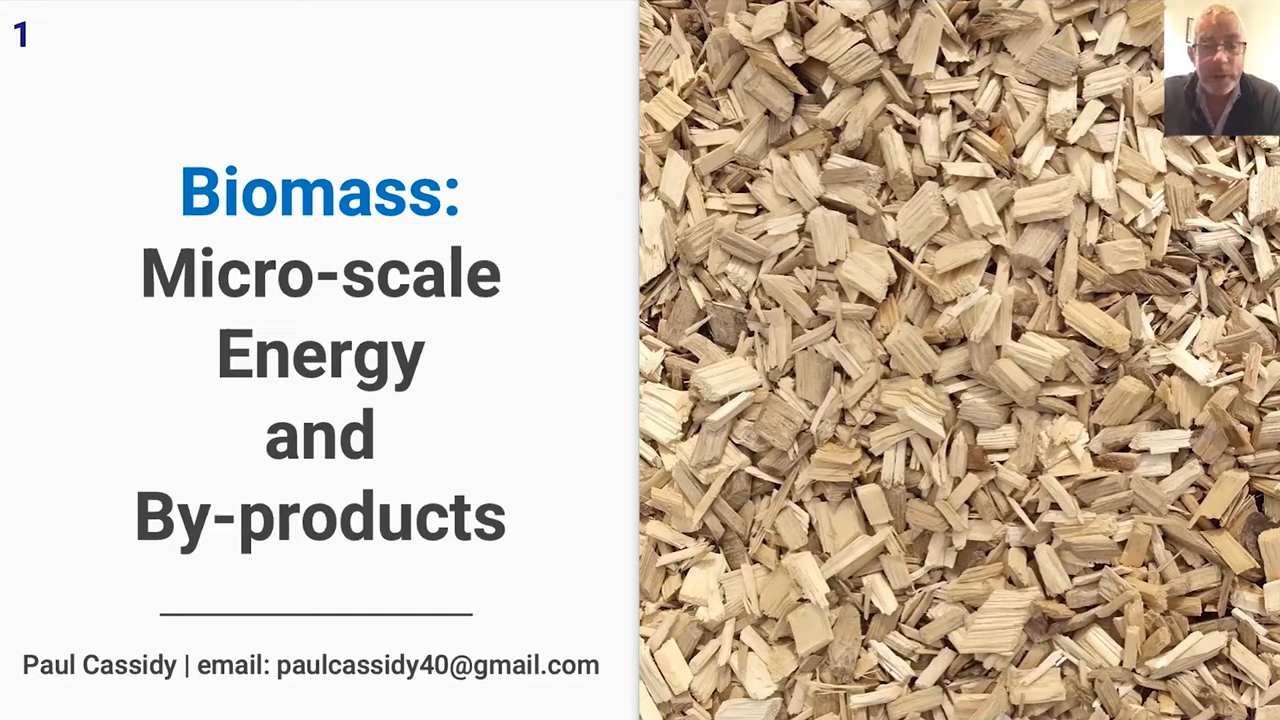 1
Biomass:
Micro-scale
Energy
and
By-products
Paul Cassidy | email: paulcassidy40@gmail.com